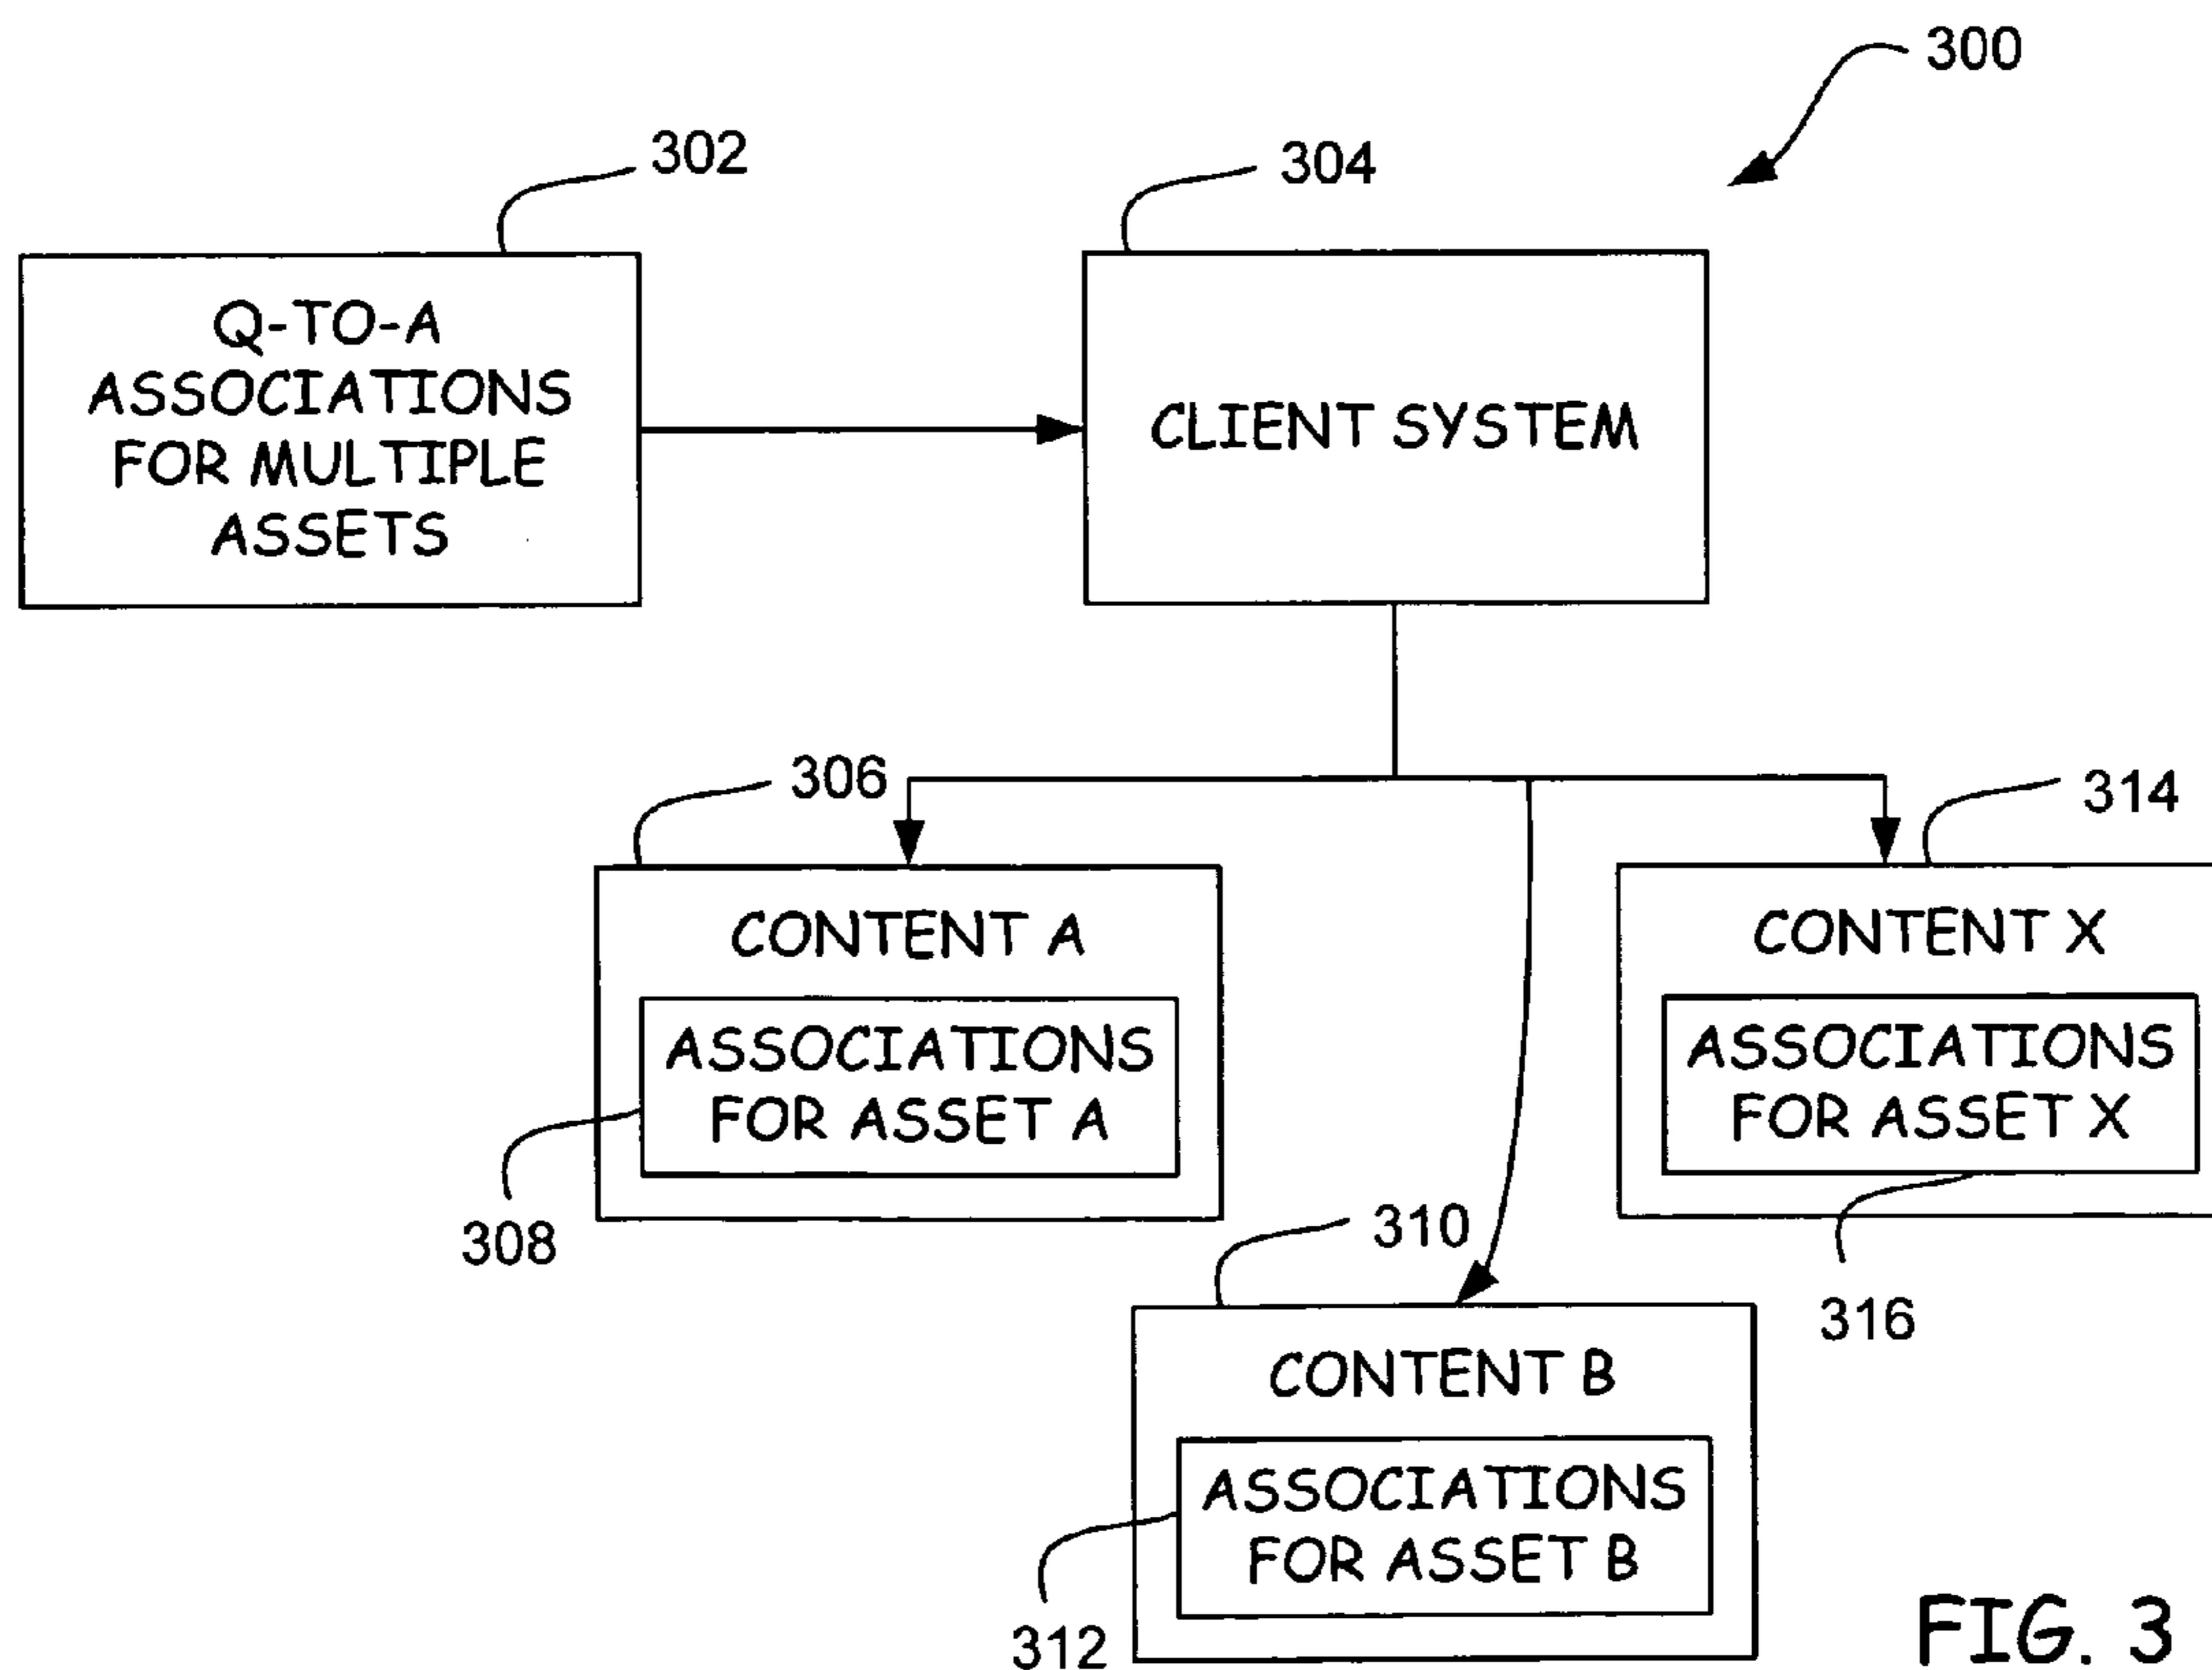 300
302
304
Q-TO-A
ASSOCIATIONS
FOR MULTIPLE
ASSETS
CLIENT SYSTEM
306
314
CONTENT A
ASSOCIATIONS
FOR ASSET A
308
CONTENT X
ASSOCIATIONS
FOR ASSET X
316
310
CONTENT B
ASSOCIATIONS
FOR ASSET B
312
FIG. 3